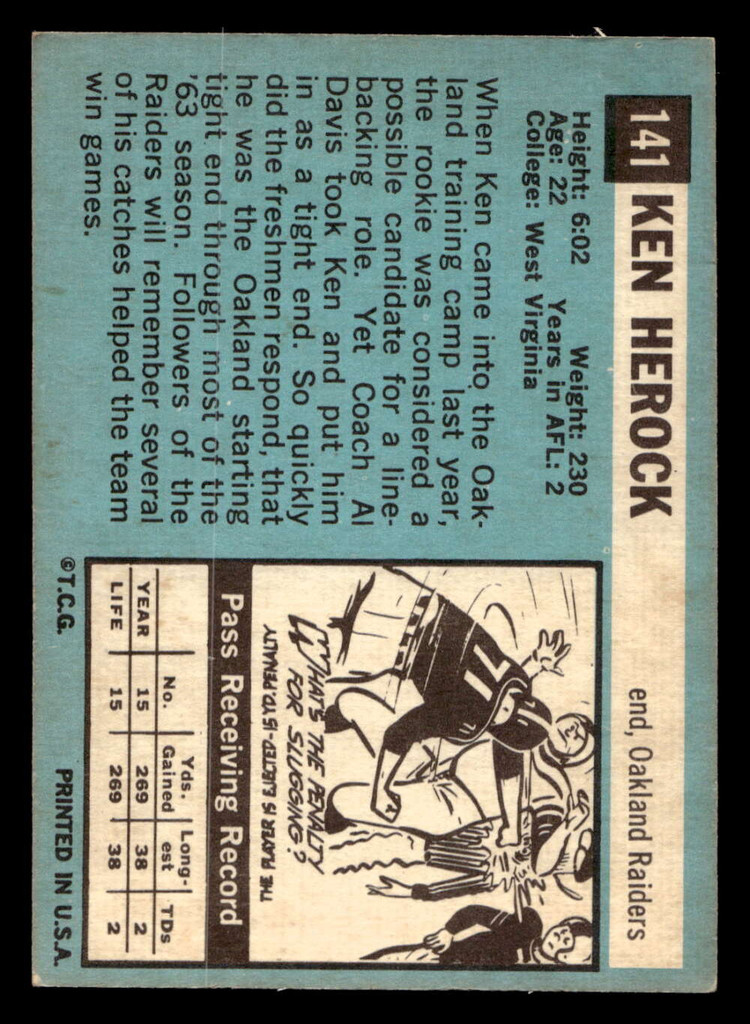 141 KEN HEROCK end, Oakland Raiders
Height: 6:02 Weight: 230
Age: 22 Years in AFL: 2
College: West Virginia
When Ken came into the Oak-
land training camp last year,
the rookie was considered a
possible candidate for a line-
backing role. Yet Coach Al
Davis took Ken and put him
in as a tight end. So quickly
did the freshmen respond, that
he was the Oakland starting
tight end through most of the
'63 season. Followers of the
Raiders will remember several
of his catches helped the team
win games.
71
WHAT'S THE PENALTY
FOR SLUGGING?
THE PLAYER IS EJECTED-15 YD. PENALTY
Pass Receiving Record
No. Yds. Gained Long-est TDs
YEAR 15 269 38 2
LIFE 15 269 38 2
©T.C.G. PRINTED IN U.S.A.